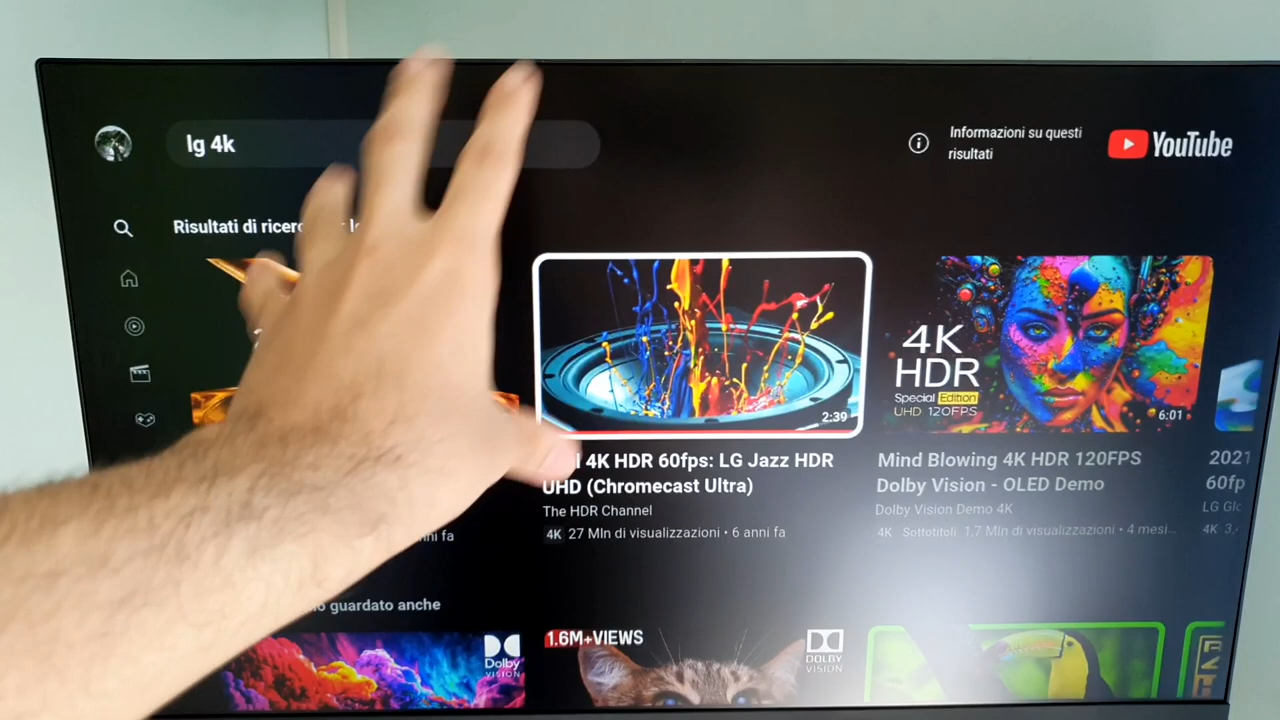 lg 4k
Informazioni su questi
risultati
YouTube
Risultati di
4K
HDR
Special Edition
UHD 120FPS
2:39
6:01
4K HDR 60fps: LG Jazz HDR
UHD (Chromecast Ultra)
The HDR Channel
4K 27 Mln di visualizzazioni • 6 anni fa
Mind Blowing 4K HDR 120FPS
Dolby Vision - OLED Demo
Dolby Vision Demo 4K
4K Sottotitoli 1,7 Mln di visualizzazioni • 4 mesi...
2021
60fp
4K
fa
guardato anche
Dolby
VISION
1.6M+VIEWS
DOLBY
VISION